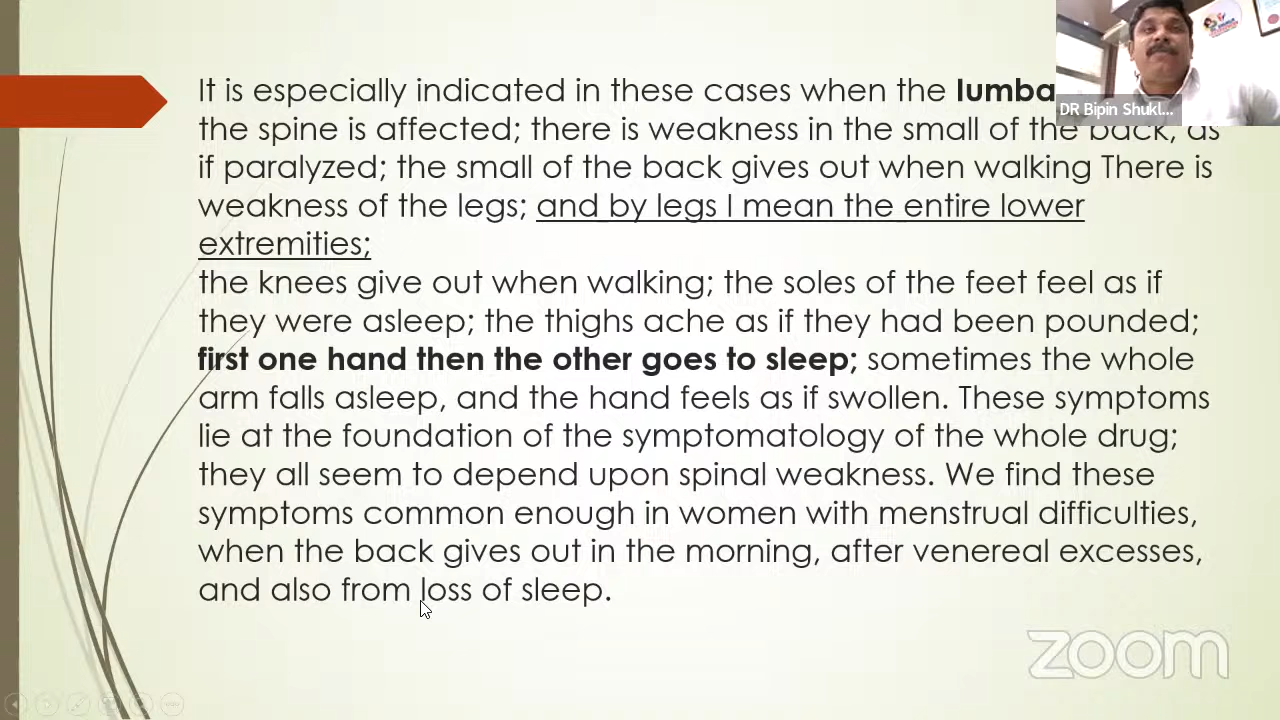 It is especially indicated in these cases when the lumba
the spine is affected; there is weakness in the small of the back, as
if paralyzed; the small of the back gives out when walking There is
weakness of the legs; and by legs I mean the entire lower
extremities;
the knees give out when walking; the soles of the feet feel as if
they were asleep; the thighs ache as if they had been pounded;
first one hand then the other goes to sleep; sometimes the whole
arm falls asleep, and the hand feels as if swollen. These symptoms
lie at the foundation of the symptomatology of the whole drug;
they all seem to depend upon spinal weakness. We find these
symptoms common enough in women with menstrual difficulties,
when the back gives out in the morning, after venereal excesses,
and also from loss of sleep.
DR Bipin Shukl...
zoom